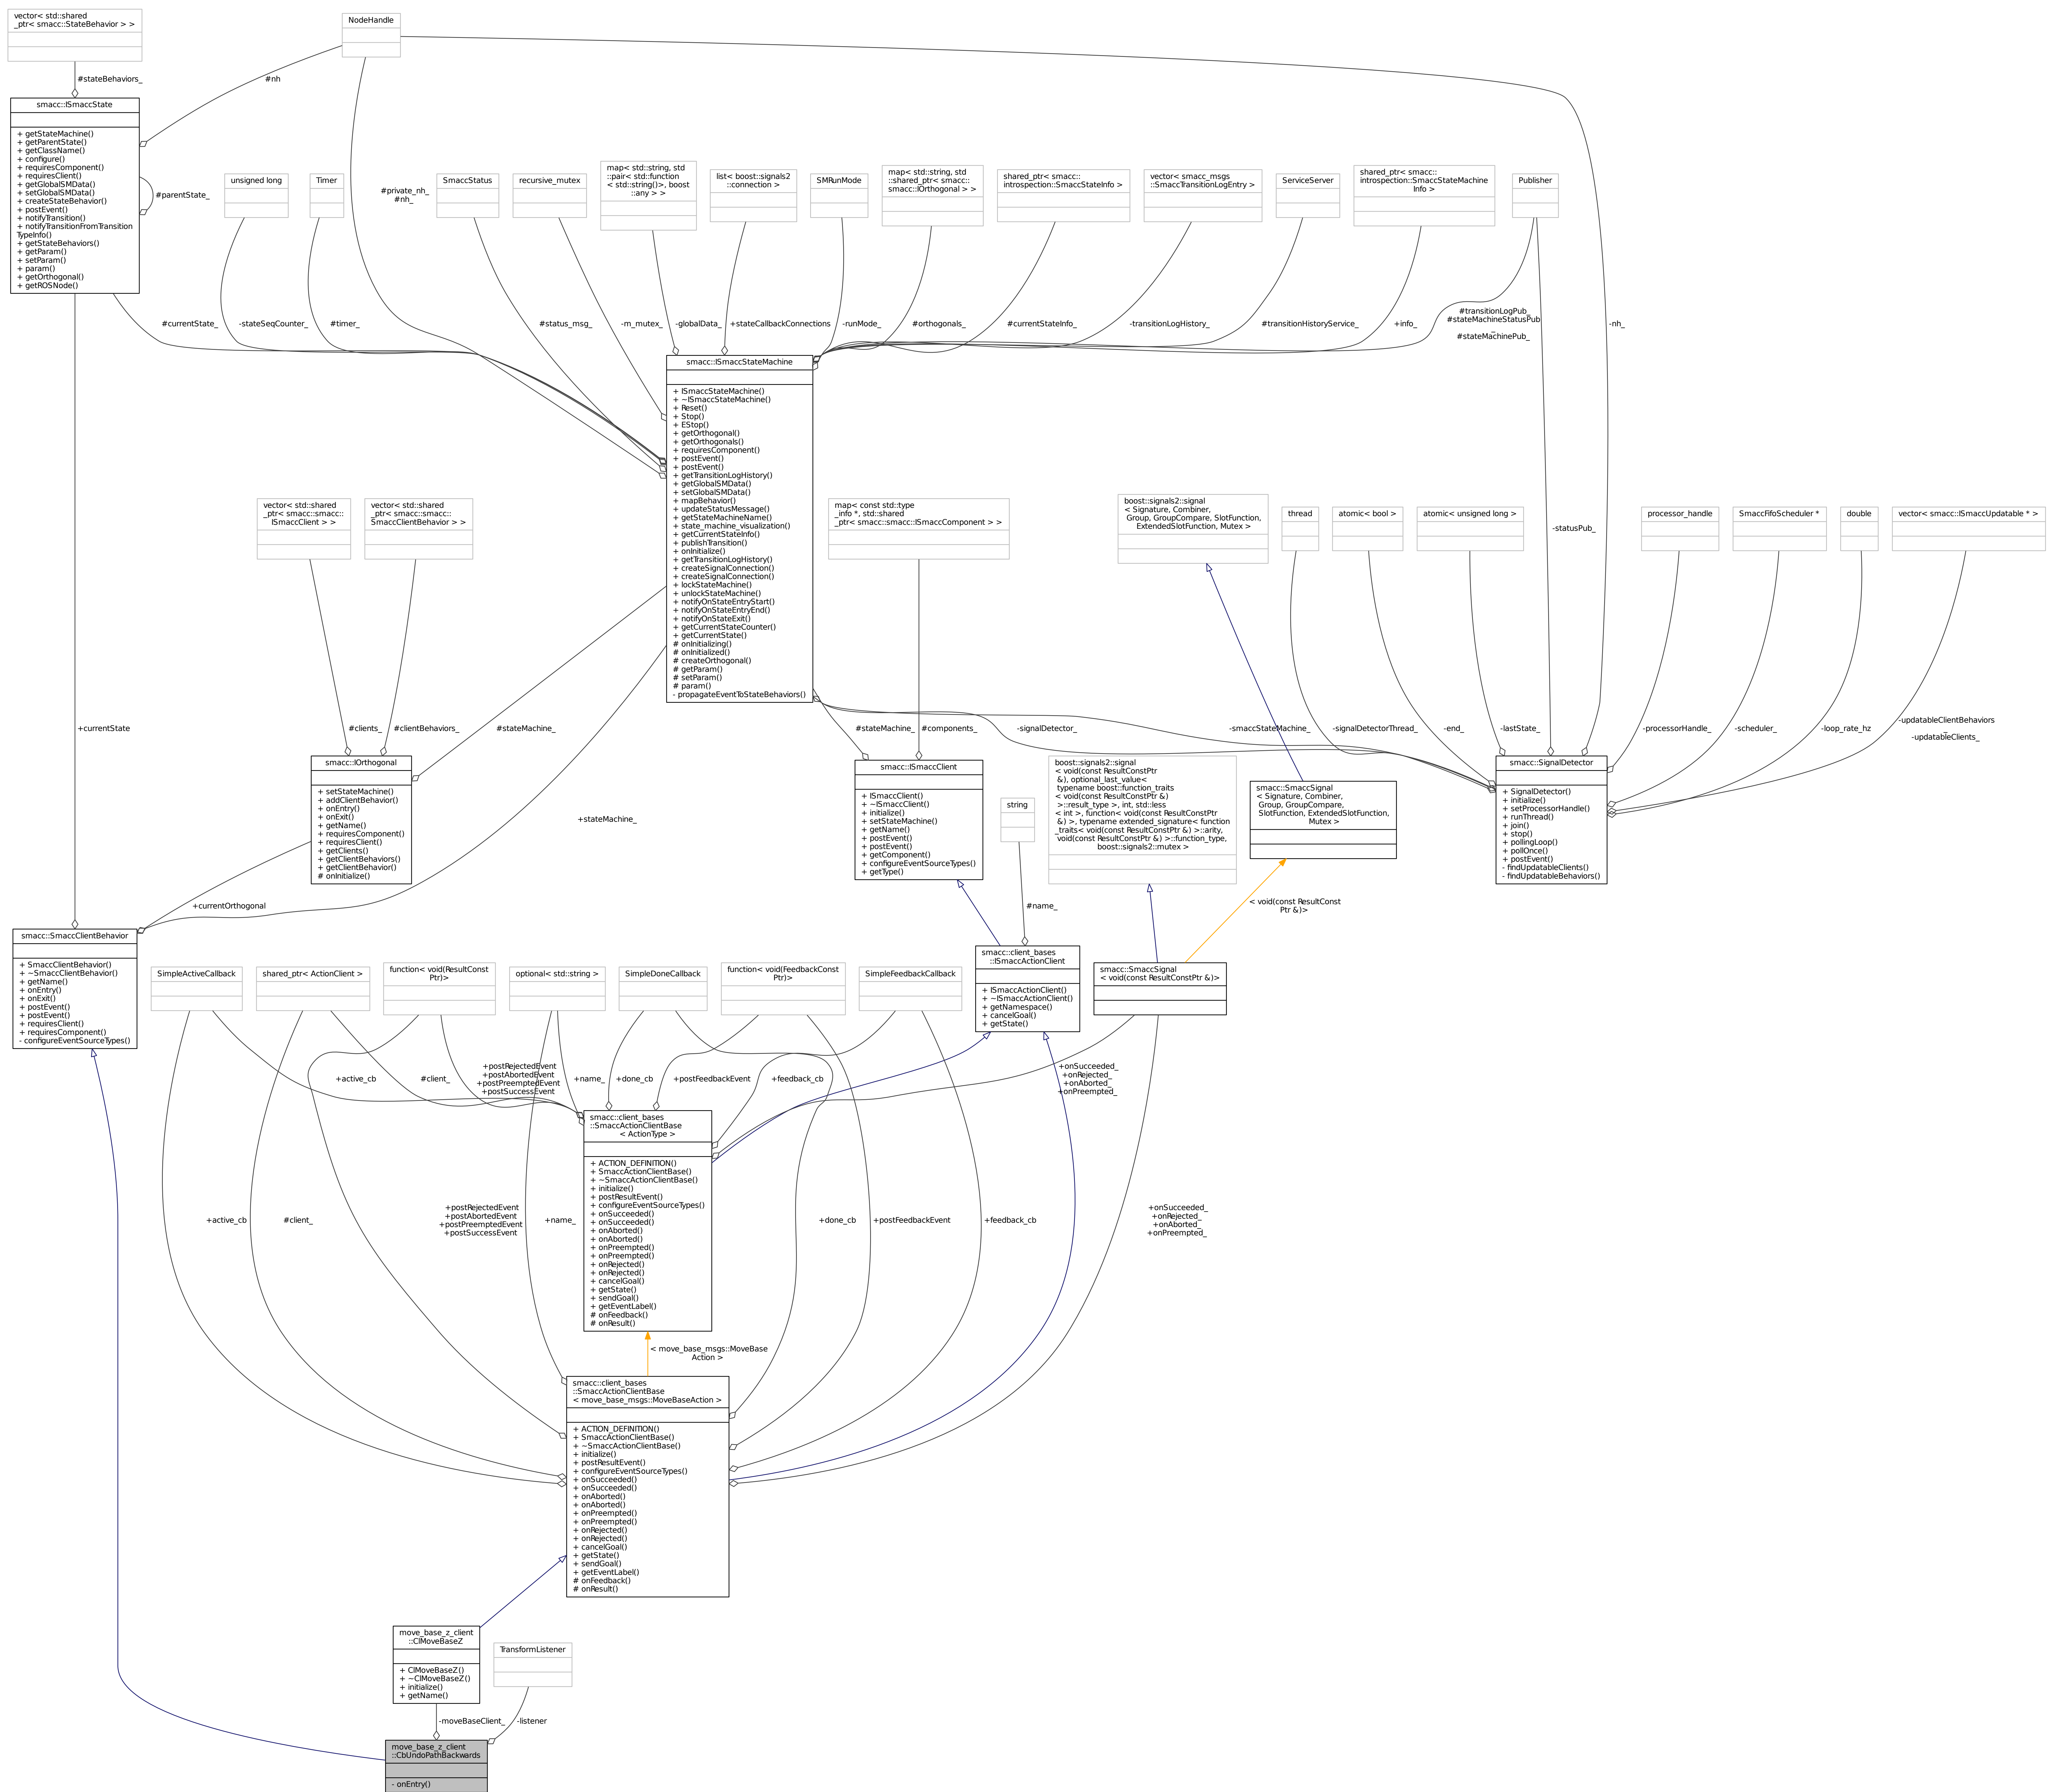 vector< std::shared
_ptr< smacc::StateBehavior > >
NodeHandle
#stateBehaviors_
#nh
smacc::ISmaccState
+ getStateMachine()
+ getParentState()
+ getClassName()
+ configure()
+ requiresComponent()
+ requiresClient()
+ getGlobalSMData()
+ setGlobalSMData()
+ createStateBehavior()
+ postEvent()
+ notifyTransition()
+ notifyTransitionFromTransition
TypeInfo()
+ getStateBehaviors()
+ getParam()
+ setParam()
+ param()
+ getOrthogonal()
+ getROSNode()
#parentState_
unsigned long
Timer
#private_nh_
#nh_
SmaccStatus
recursive_mutex
map< std::string, std
::pair< std::function
< std::string()>, boost
::any > >
list< boost::signals2
::connection >
SMRunMode
map< std::string, std
::shared_ptr< smacc::
smacc::IOrthogonal > >
shared_ptr< smacc::
introspection::SmaccStateInfo >
vector< smacc_msgs
::SmaccTransitionLogEntry >
ServiceServer
shared_ptr< smacc::
introspection::SmaccStateMachine
Info >
Publisher
#currentState_
-stateSeqCounter_
#timer_
#status_msg_
-m_mutex_
-globalData_
+stateCallbackConnections
-runMode_
#orthogonals_
#currentStateInfo_
-transitionLogHistory_
#transitionHistoryService_
+info_
#transitionLogPub_
#stateMachineStatusPub
_
#stateMachinePub_
-nh_
smacc::ISmaccStateMachine
+ ISmaccStateMachine()
+ ~ISmaccStateMachine()
+ Reset()
+ Stop()
+ EStop()
+ getOrthogonal()
+ getOrthogonals()
+ requiresComponent()
+ postEvent()
+ postEvent()
+ getTransitionLogHistory()
+ getGlobalSMData()
+ setGlobalSMData()
+ mapBehavior()
+ updateStatusMessage()
+ getStateMachineName()
+ state_machine_visualization()
+ getCurrentStateInfo()
+ publishTransition()
+ onInitialize()
+ getTransitionLogHistory()
+ createSignalConnection()
+ createSignalConnection()
+ lockStateMachine()
+ unlockStateMachine()
+ notifyOnStateEntryStart()
+ notifyOnStateEntryEnd()
+ notifyOnStateExit()
+ getCurrentStateCounter()
+ getCurrentState()
# onInitializing()
# onInitialized()
# createOrthogonal()
# getParam()
# setParam()
# param()
- propagateEventToStateBehaviors()
vector< std::shared
_ptr< smacc::smacc::
ISmaccClient > >
vector< std::shared
_ptr< smacc::smacc::
SmaccClientBehavior > >
map< const std::type
_info *, std::shared
_ptr< smacc::smacc::ISmaccComponent > >
boost::signals2::signal
< Signature, Combiner,
Group, GroupCompare, SlotFunction,
ExtendedSlotFunction, Mutex >
thread
atomic< bool >
atomic< unsigned long >
-statusPub_
processor_handle
SmaccFifoScheduler *
double
vector< smacc::ISmaccUpdatable * >
+currentState
#clients_
#clientBehaviors_
#stateMachine_
#stateMachine_
#components_
-signalDetector_
-smaccStateMachine_
-signalDetectorThread_
-end_
-lastState_
-processorHandle_
-scheduler_
-loop_rate_hz
-updatableClientBehaviors
_
-updatableClients_
smacc::IOrthogonal
+ setStateMachine()
+ addClientBehavior()
+ onEntry()
+ onExit()
+ getName()
+ requiresComponent()
+ requiresClient()
+ getClients()
+ getClientBehaviors()
+ getClientBehavior()
# onInitialize()
+stateMachine_
smacc::ISmaccClient
+ ISmaccClient()
+ ~ISmaccClient()
+ initialize()
+ setStateMachine()
+ getName()
+ postEvent()
+ postEvent()
+ getComponent()
+ configureEventSourceTypes()
+ getType()
string
boost::signals2::signal
< void(const ResultConstPtr
&), optional_last_value<
typename boost::function_traits
< void(const ResultConstPtr &)
>::result_type >, int, std::less
< int >, function< void(const ResultConstPtr
&) >, typename extended_signature< function
_traits< void(const ResultConstPtr &) >::arity,
void(const ResultConstPtr &) >::function_type,
boost::signals2::mutex >
smacc::SmaccSignal
< Signature, Combiner,
Group, GroupCompare,
SlotFunction, ExtendedSlotFunction,
Mutex >
smacc::SignalDetector
+ SignalDetector()
+ initialize()
+ setProcessorHandle()
+ runThread()
+ join()
+ stop()
+ pollingLoop()
+ pollOnce()
+ postEvent()
- findUpdatableClients()
- findUpdatableBehaviors()
+currentOrthogonal
#name_
< void(const ResultConst
Ptr &)>
smacc::SmaccClientBehavior
+ SmaccClientBehavior()
+ ~SmaccClientBehavior()
+ getName()
+ onEntry()
+ onExit()
+ postEvent()
+ postEvent()
+ requiresClient()
+ requiresComponent()
- configureEventSourceTypes()
SimpleActiveCallback
shared_ptr< ActionClient >
function< void(ResultConst
Ptr)>
optional< std::string >
SimpleDoneCallback
function< void(FeedbackConst
Ptr)>
SimpleFeedbackCallback
smacc::client_bases
::ISmaccActionClient
+ ISmaccActionClient()
+ ~ISmaccActionClient()
+ getNamespace()
+ cancelGoal()
+ getState()
smacc::SmaccSignal
< void(const ResultConstPtr &)>
+active_cb
#client_
+postRejectedEvent
+postAbortedEvent
+postPreemptedEvent
+postSuccessEvent
+name_
+done_cb
+postFeedbackEvent
+feedback_cb
+onSucceeded_
+onRejected_
+onAborted_
+onPreempted_
smacc::client_bases
::SmaccActionClientBase
< ActionType >
+ ACTION_DEFINITION()
+ SmaccActionClientBase()
+ ~SmaccActionClientBase()
+ initialize()
+ postResultEvent()
+ configureEventSourceTypes()
+ onSucceeded()
+ onSucceeded()
+ onAborted()
+ onAborted()
+ onPreempted()
+ onPreempted()
+ onRejected()
+ onRejected()
+ cancelGoal()
+ getState()
+ sendGoal()
+ getEventLabel()
# onFeedback()
# onResult()
+active_cb
#client_
+postRejectedEvent
+postAbortedEvent
+postPreemptedEvent
+postSuccessEvent
+name_
+done_cb
+postFeedbackEvent
+feedback_cb
+onSucceeded_
+onRejected_
+onAborted_
+onPreempted_
< move_base_msgs::MoveBase
Action >
smacc::client_bases
::SmaccActionClientBase
< move_base_msgs::MoveBaseAction >
+ ACTION_DEFINITION()
+ SmaccActionClientBase()
+ ~SmaccActionClientBase()
+ initialize()
+ postResultEvent()
+ configureEventSourceTypes()
+ onSucceeded()
+ onSucceeded()
+ onAborted()
+ onAborted()
+ onPreempted()
+ onPreempted()
+ onRejected()
+ onRejected()
+ cancelGoal()
+ getState()
+ sendGoal()
+ getEventLabel()
# onFeedback()
# onResult()
move_base_z_client
::ClMoveBaseZ
+ ClMoveBaseZ()
+ ~ClMoveBaseZ()
+ initialize()
+ getName()
TransformListener
-moveBaseClient_
-listener
move_base_z_client
::CbUndoPathBackwards
- onEntry()